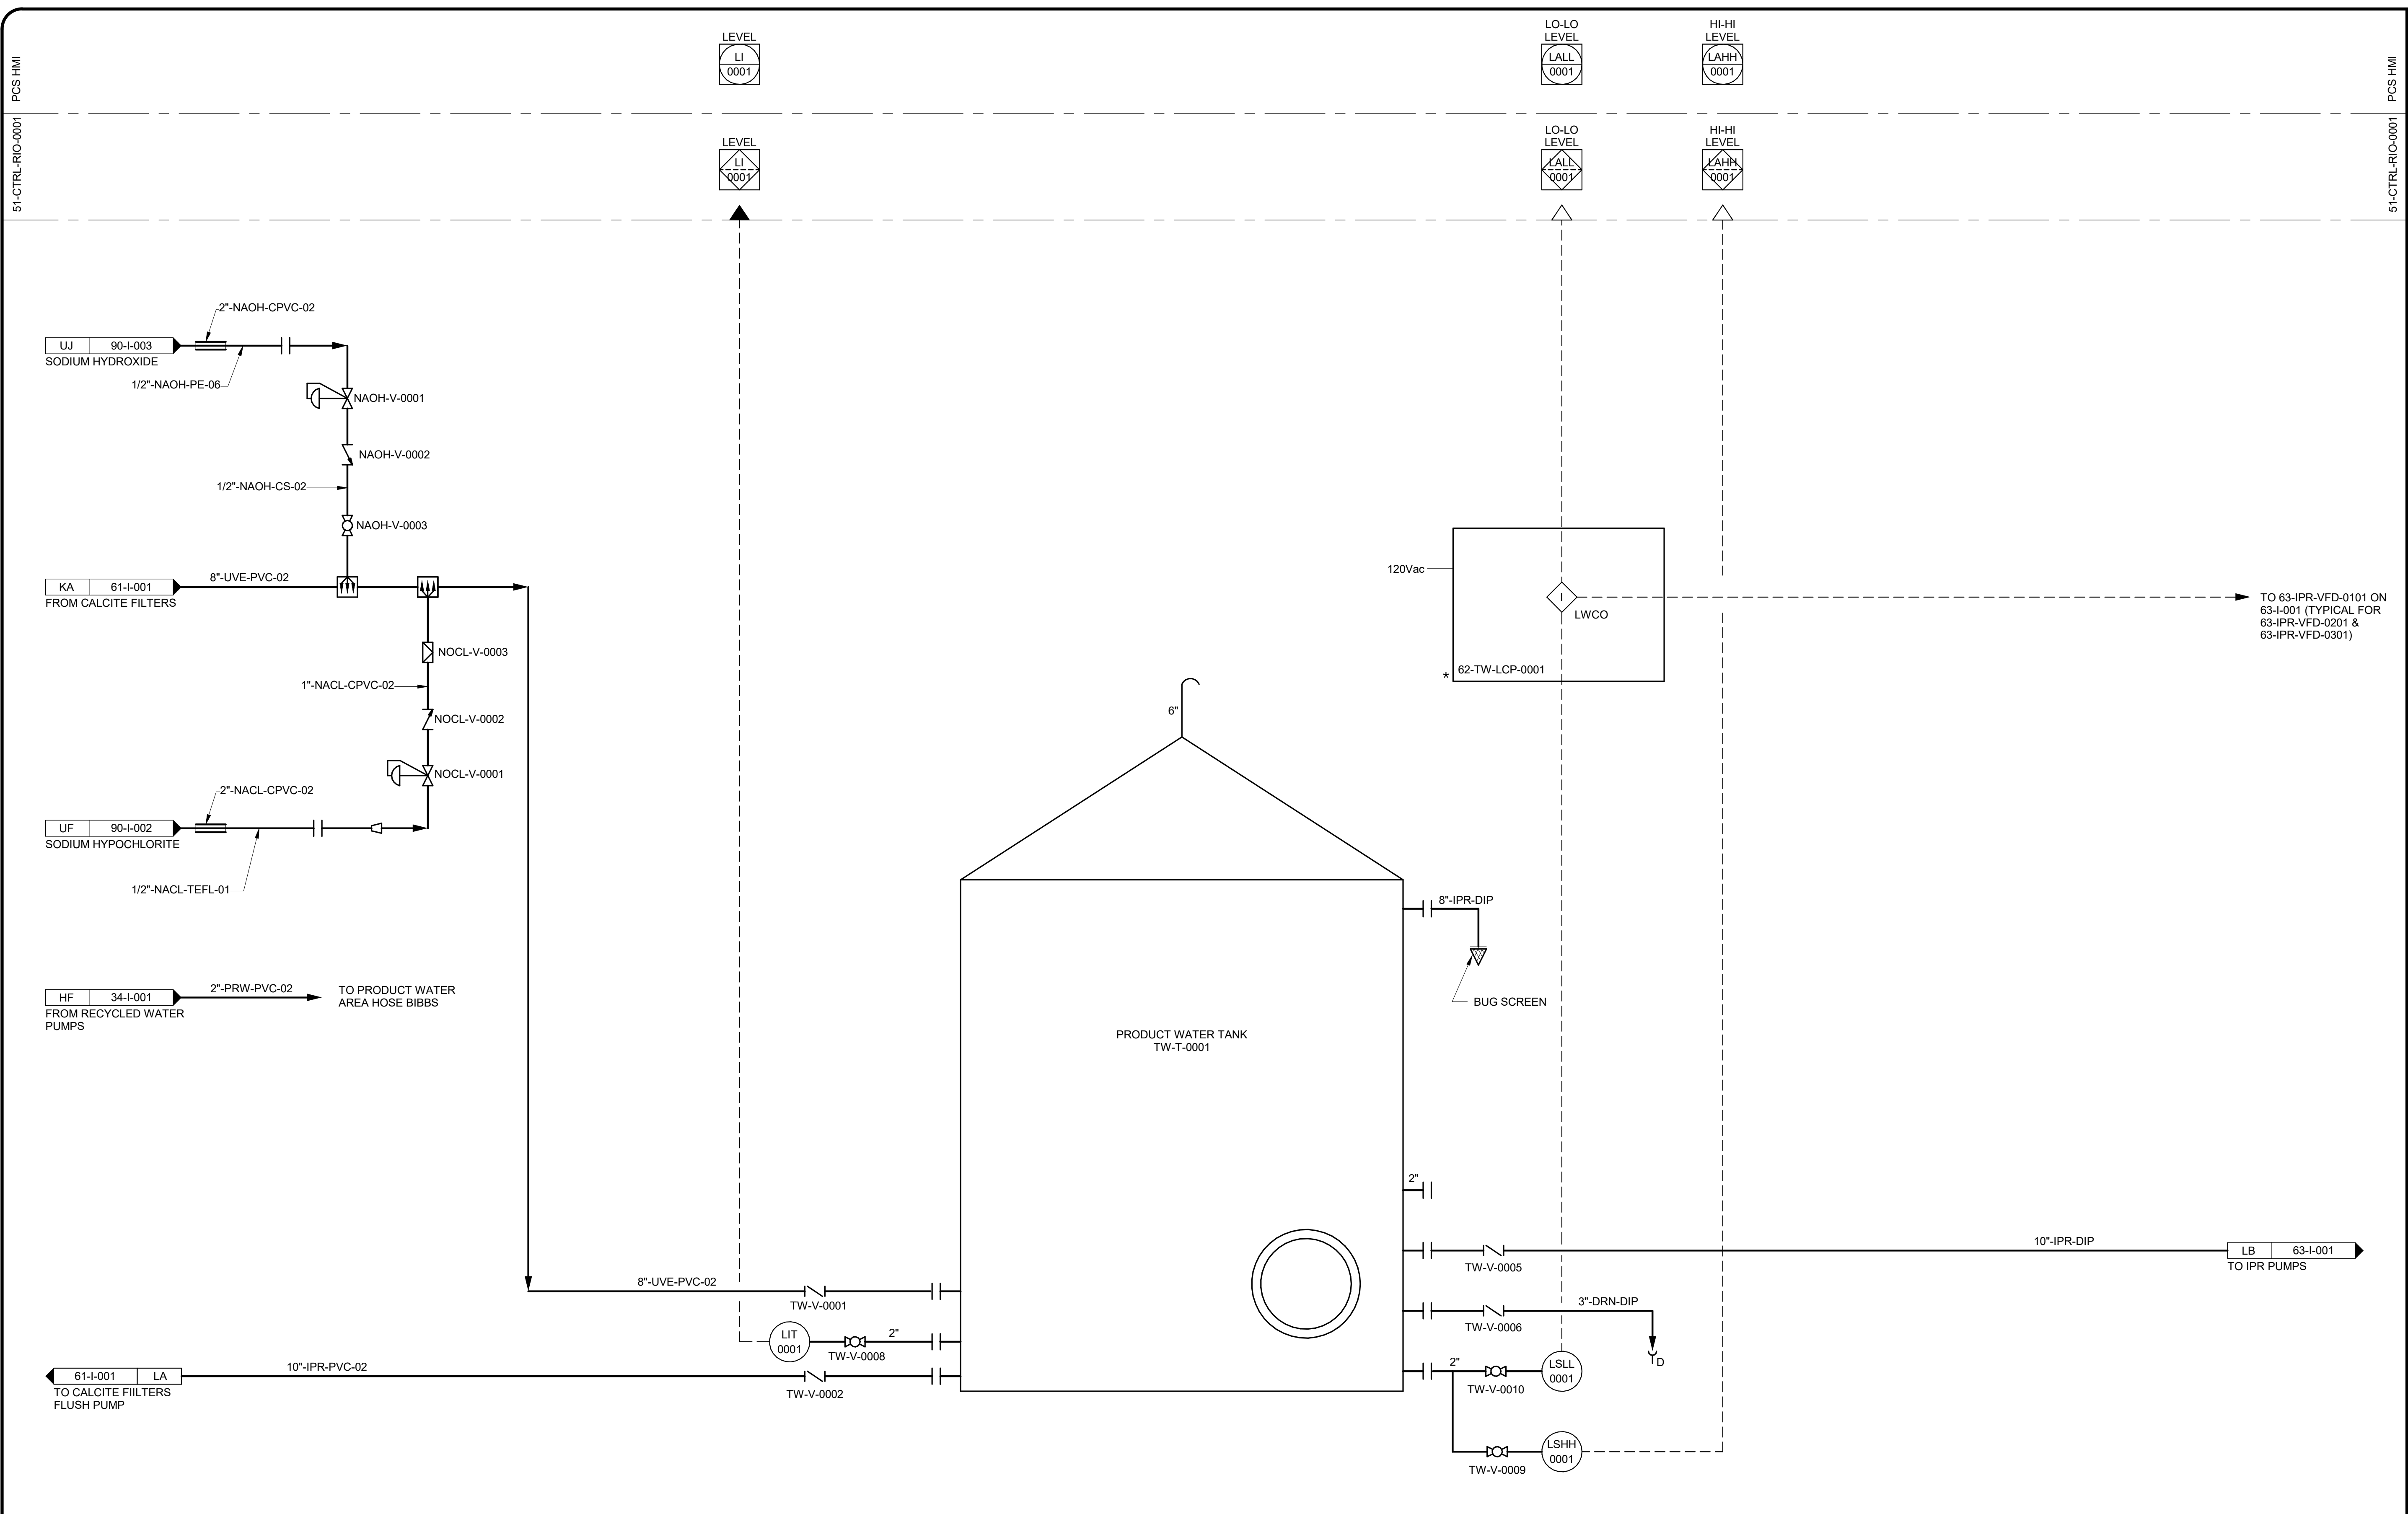 LEVEL
LI
0001
LO-LO
LEVEL
LALL
0001
HI-HI
LEVEL
LAHH
0001
PCS HMI
PCS HMI
51-CTRL-RIO-0001
51-CTRL-RIO-0001
LEVEL
LI
0001
LO-LO
LEVEL
LALL
0001
HI-HI
LEVEL
LAHH
0001
2"-NAOH-CPVC-02
UJ 90-I-003
SODIUM HYDROXIDE
1/2"-NAOH-PE-06
NAOH-V-0001
NAOH-V-0002
1/2"-NAOH-CS-02
NAOH-V-0003
KA 61-I-001
8"-UVE-PVC-02
FROM CALCITE FILTERS
NOCL-V-0003
1"-NACL-CPVC-02
NOCL-V-0002
NOCL-V-0001
2"-NACL-CPVC-02
UF 90-I-002
SODIUM HYPOCHLORITE
1/2"-NACL-TEFL-01
120Vac
LWCO
* 62-TW-LCP-0001
TO 63-IPR-VFD-0101 ON
63-I-001 (TYPICAL FOR
63-IPR-VFD-0201 &
63-IPR-VFD-0301)
6"
8"-IPR-DIP
BUG SCREEN
HF 34-I-001
2"-PRW-PVC-02
TO PRODUCT WATER
AREA HOSE BIBBS
FROM RECYCLED WATER
PUMPS
PRODUCT WATER TANK
TW-T-0001
2"
10"-IPR-DIP
LB 63-I-001
TO IPR PUMPS
TW-V-0005
8"-UVE-PVC-02
TW-V-0001
3"-DRN-DIP
TW-V-0006
D
LIT
0001
2"
TW-V-0008
61-I-001 LA
10"-IPR-PVC-02
TO CALCITE FIILTERS
FLUSH PUMP
TW-V-0002
2"
LSLL
0001
TW-V-0010
LSHH
0001
TW-V-0009